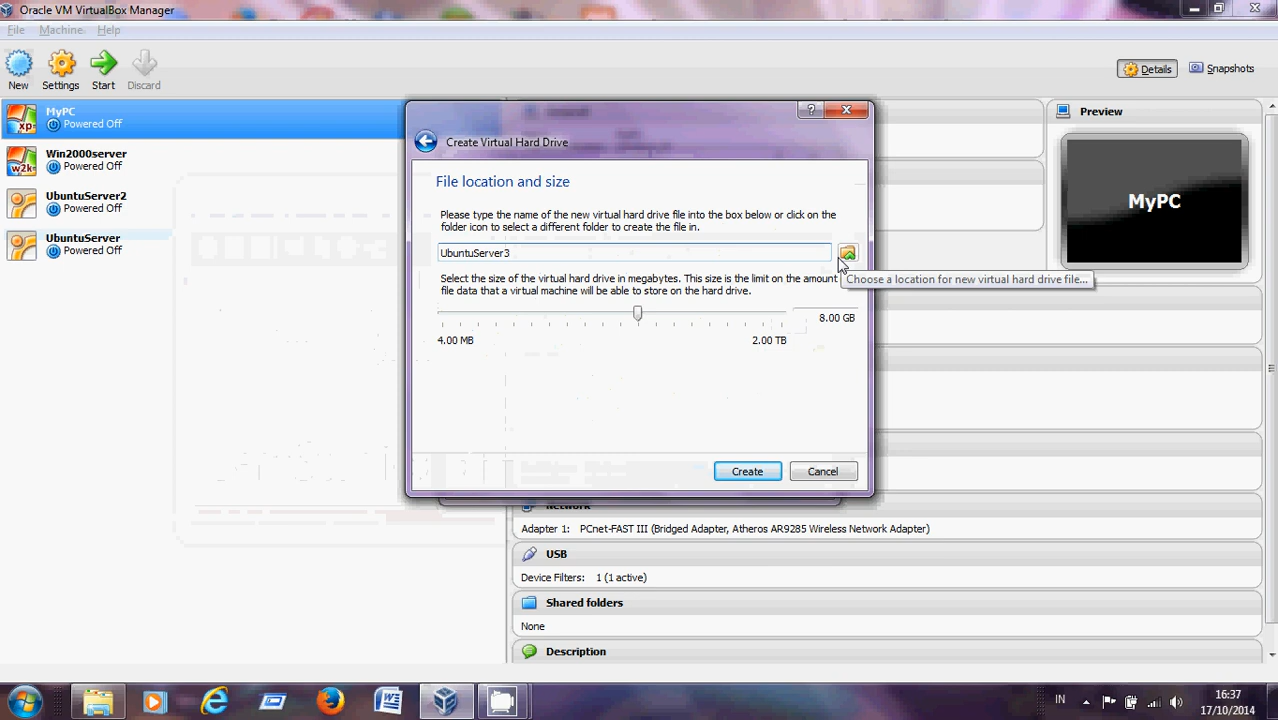 Oracle VM VirtualBox Manager
File Machine Help
New Settings Start Discard
Details Snapshots
MyPC
Powered Off
Win2000server
Powered Off
UbuntuServer2
Powered Off
UbuntuServer
Powered Off
xp
w2k
Create Virtual Hard Drive
File location and size
Please type the name of the new virtual hard drive file into the box below or click on the
folder icon to select a different folder to create the file in.
UbuntuServer3
Choose a location for new virtual hard drive file...
Select the size of the virtual hard drive in megabytes. This size is the limit on the amount
file data that a virtual machine will be able to store on the hard drive.
8.00 GB
4.00 MB 2.00 TB
Create Cancel
Preview
MyPC
Network
Adapter 1: PCnet-FAST III (Bridged Adapter, Atheros AR9285 Wireless Network Adapter)
USB
Device Filters: 1 (1 active)
Shared folders
None
Description
IN
16:37
17/10/2014